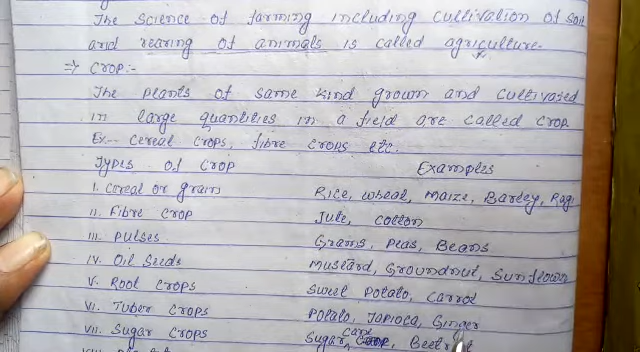 The Science of farming including cultivation of soil
and rearing of animals is called agriculture.
⇒ Crop:-
The plants of same kind grown and cultivated
in large quantities in a field are called crop
Ex:- Cereal crops, fibre crops etc.
Types of crop Examples
i. Cereal or grain Rice, wheat, maize, Barley, Ragi
ii. Fibre crop Jute, cotton
iii. Pulses Grams, Peas, Beans
iv. Oil Seeds Mustard, Groundnut, Sunflower
v. Root crops Sweet Potato, Carrot
vi. Tuber crops Potato, Tapioca, Ginger
vii. Sugar crops Sugar cane, Beetroot